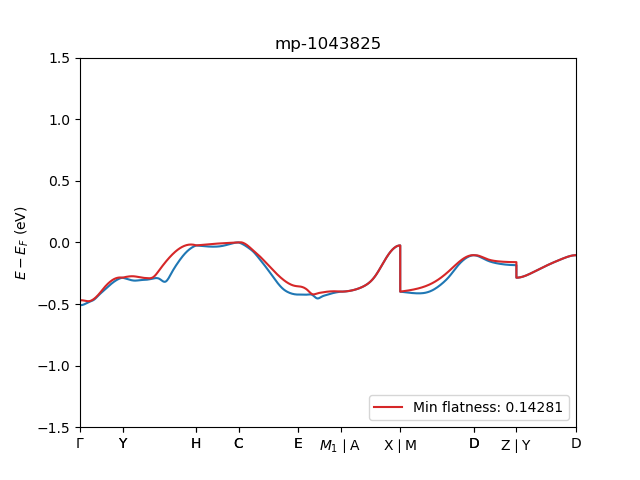 mp-1043825
1.5
1.0
0.5
0.0
−0.5
−1.0
−1.5
E − E_F (eV)
Min flatness: 0.14281
Γ Y H C E M_1 | A X | M D Z | Y D